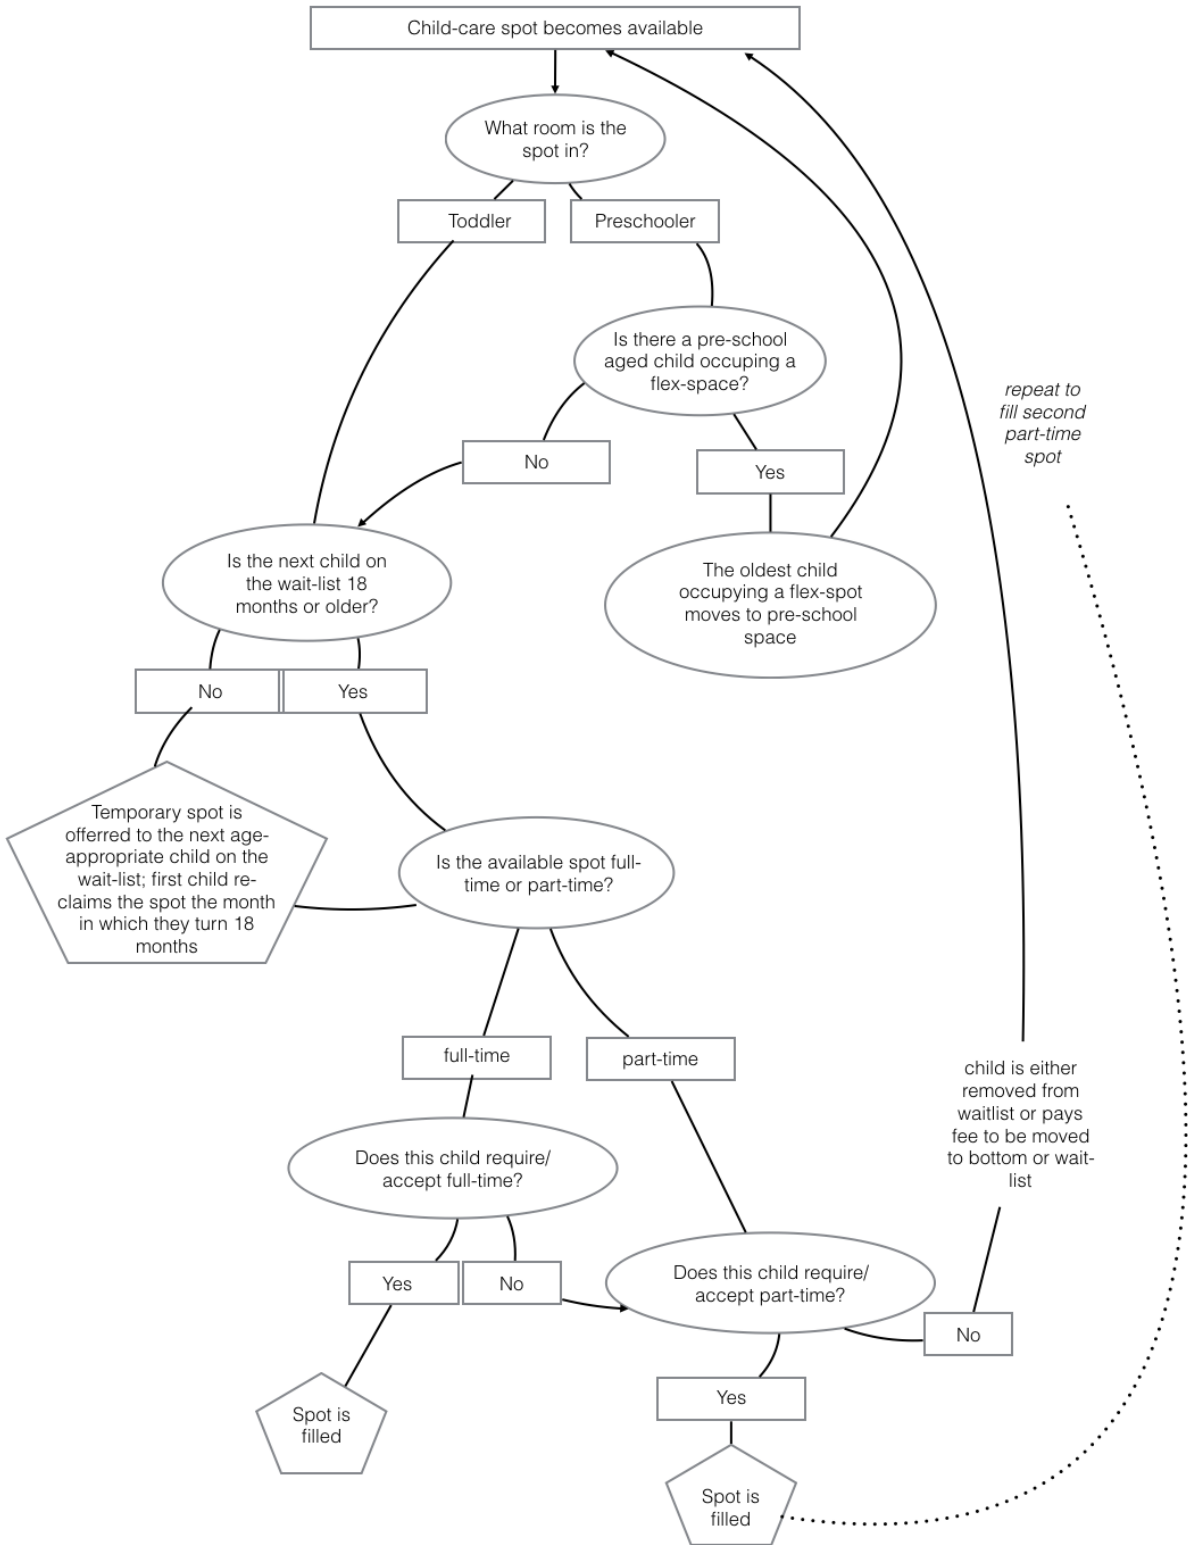 Child-care spot becomes available
What room is the
spot in?
Toddler
Preschooler
Is there a pre-school
aged child occuping a
flex-space?
No
Yes
repeat to
fill second
part-time
spot
Is the next child on
the wait-list 18
months or older?
The oldest child
occupying a flex-spot
moves to pre-school
space
No
Yes
Temporary spot is
offerred to the next age-
appropriate child on the
wait-list; first child re-
claims the spot the month
in which they turn 18
months
Is the available spot full-
time or part-time?
full-time
part-time
child is either
removed from
waitlist or pays
fee to be moved
to bottom or wait-
list
Does this child require/
accept full-time?
Yes
No
Does this child require/
accept part-time?
No
Yes
Spot is
filled
Spot is
filled